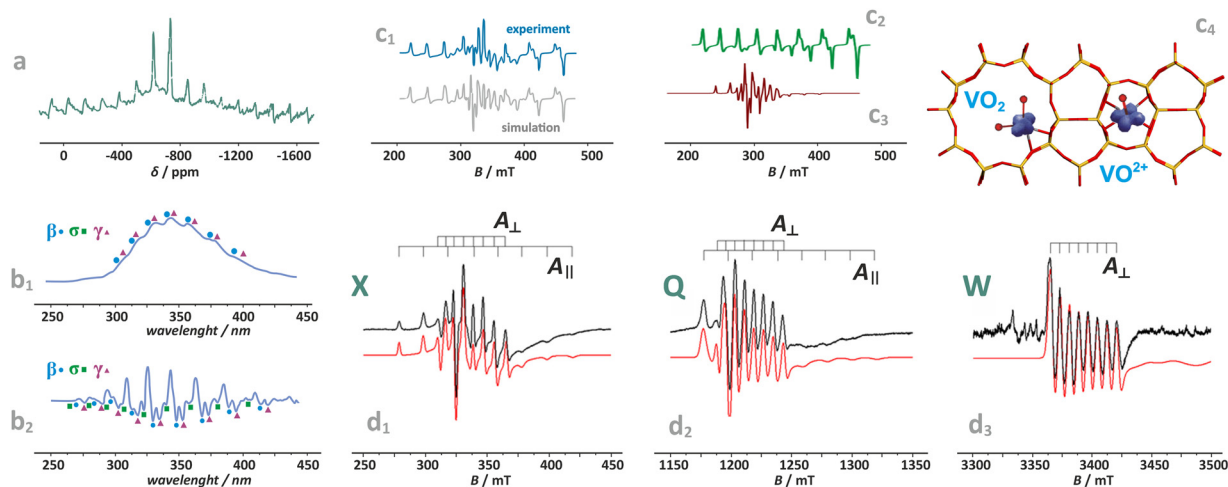 a
0 -400 -800 -1200 -1600
δ / ppm
c1
experiment
simulation
200 300 400 500
B / mT
c2
c3
200 300 400 500
B / mT
c4
VO2
VO2+
β● σ■ γ▲
b1
250 300 350 400 450
wavelenght / nm
β● σ■ γ▲
b2
250 300 350 400 450
wavelenght / nm
X
A⊥
A||
d1
250 300 350 400 450
B / mT
Q
A⊥
A||
d2
1150 1200 1250 1300 1350
B / mT
W
A⊥
d3
3300 3400 3500
B / mT